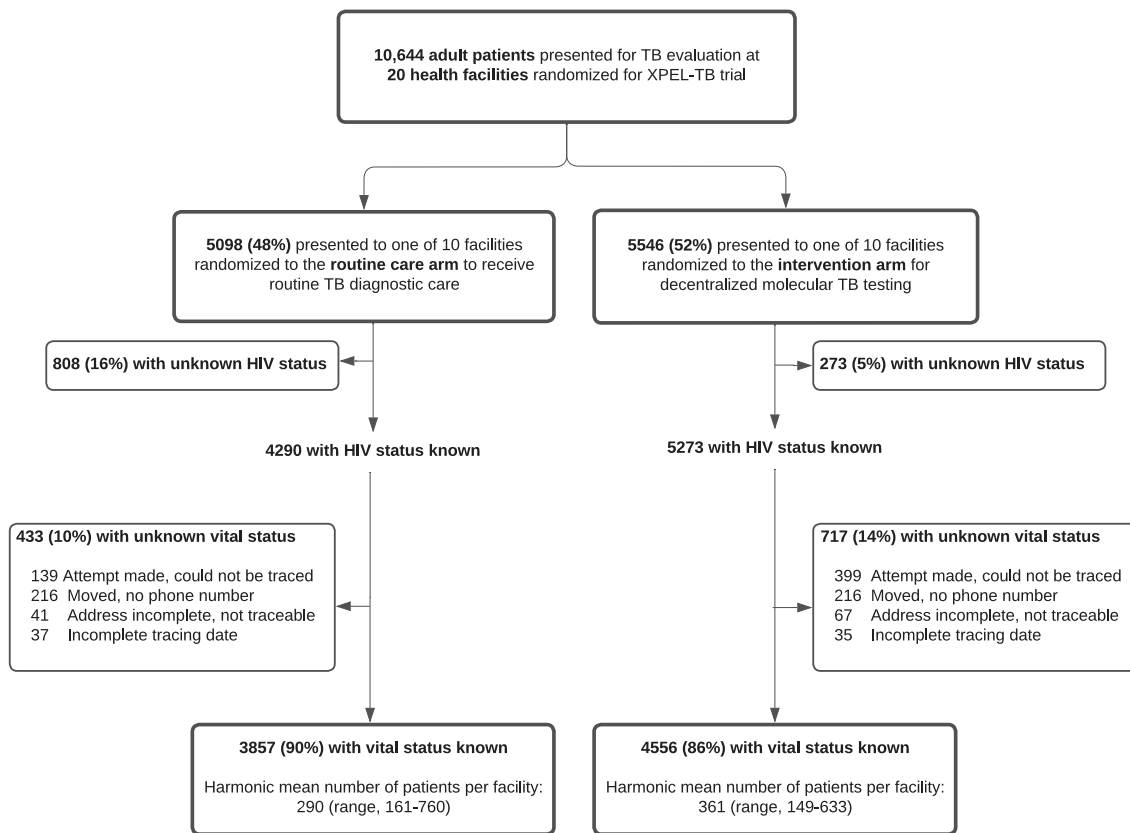 10,644 adult patients presented for TB evaluation at
20 health facilities randomized for XPEL-TB trial
5098 (48%) presented to one of 10 facilities
randomized to the routine care arm to receive
routine TB diagnostic care
5546 (52%) presented to one of 10 facilities
randomized to the intervention arm for
decentralized molecular TB testing
808 (16%) with unknown HIV status
273 (5%) with unknown HIV status
4290 with HIV status known
5273 with HIV status known
433 (10%) with unknown vital status
139 Attempt made, could not be traced
216 Moved, no phone number
41 Address incomplete, not traceable
37 Incomplete tracing date
717 (14%) with unknown vital status
399 Attempt made, could not be traced
216 Moved, no phone number
67 Address incomplete, not traceable
35 Incomplete tracing date
3857 (90%) with vital status known
Harmonic mean number of patients per facility:
290 (range, 161-760)
4556 (86%) with vital status known
Harmonic mean number of patients per facility:
361 (range, 149-633)